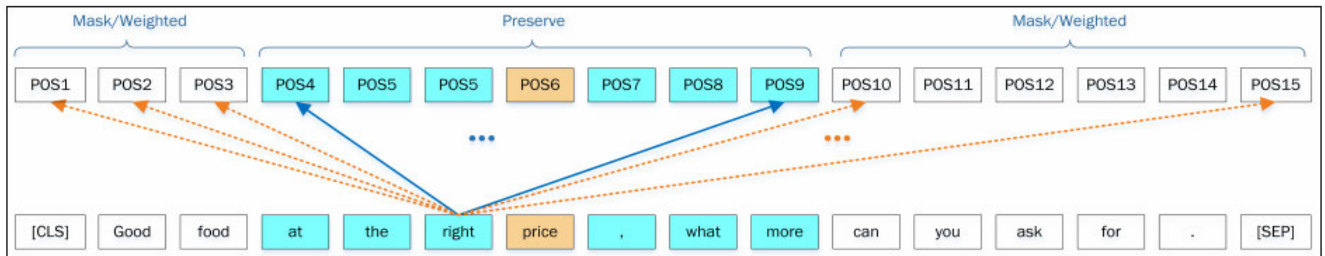 Mask/Weighted Preserve Mask/Weighted
POS1 POS2 POS3 POS4 POS5 POS5 POS6 POS7 POS8 POS9 POS10 POS11 POS12 POS13 POS14 POS15
[CLS] Good food at the right price , what more can you ask for . [SEP]